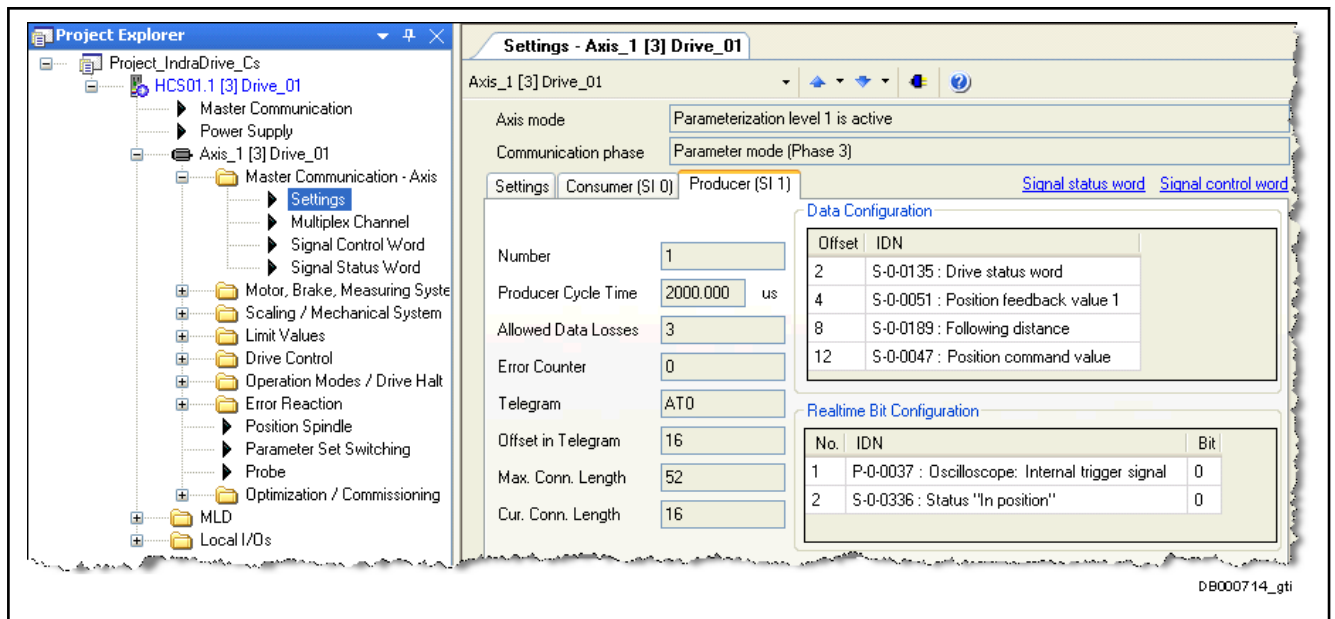 Project Explorer
Project_IndraDrive_Cs
HCS01.1 [3] Drive_01
Master Communication
Power Supply
Axis_1 [3] Drive_01
Master Communication - Axis
Settings
Multiplex Channel
Signal Control Word
Signal Status Word
Motor, Brake, Measuring Syste
Scaling / Mechanical System
Limit Values
Drive Control
Operation Modes / Drive Halt
Error Reaction
Position Spindle
Parameter Set Switching
Probe
Optimization / Commissioning
MLD
Local I/Os
Settings - Axis_1 [3] Drive_01
Axis_1 [3] Drive_01
Axis mode Parameterization level 1 is active
Communication phase Parameter mode (Phase 3)
Settings Consumer (SI 0) Producer (SI 1) Signal status word Signal control word
Number 1
Producer Cycle Time 2000.000 us
Allowed Data Losses 3
Error Counter 0
Telegram AT0
Offset in Telegram 16
Max. Conn. Length 52
Cur. Conn. Length 16
Data Configuration
Offset IDN
2 S-0-0135 : Drive status word
4 S-0-0051 : Position feedback value 1
8 S-0-0189 : Following distance
12 S-0-0047 : Position command value
Realtime Bit Configuration
No. IDN Bit
1 P-0-0037 : Oscilloscope: Internal trigger signal 0
2 S-0-0336 : Status "In position" 0
DB000714_gti